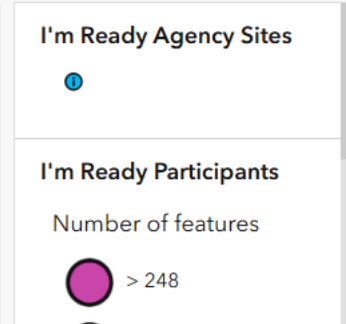 I'm Ready Agency Sites
I'm Ready Participants
Number of features
> 248